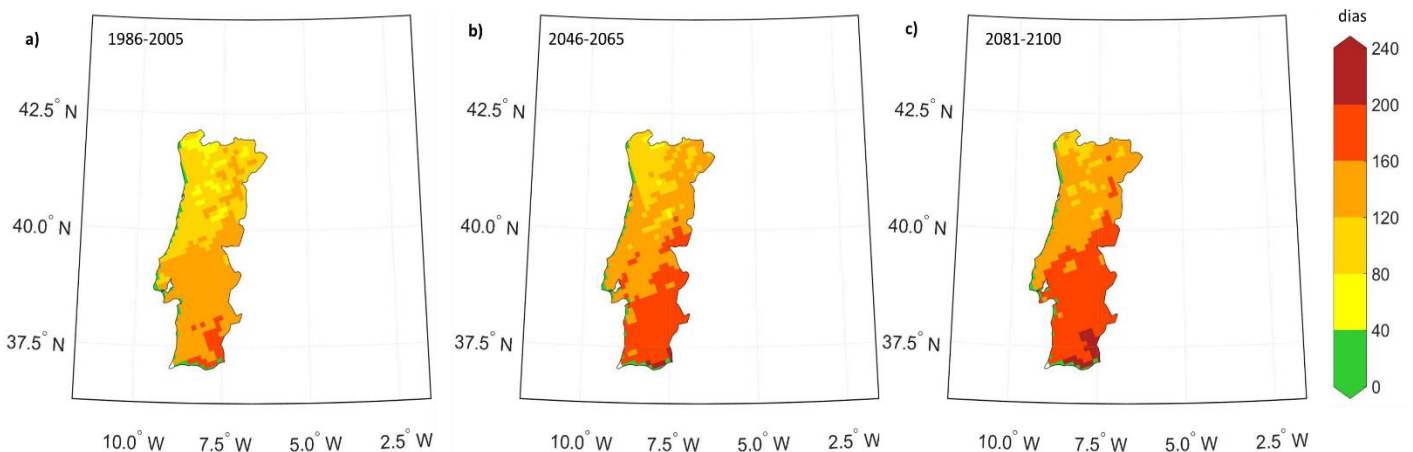 a) 1986-2005
42.5° N
40.0° N
37.5° N
10.0° W 7.5° W 5.0° W 2.5° W
b) 2046-2065
42.5° N
40.0° N
37.5° N
10.0° W 7.5° W 5.0° W 2.5° W
c) 2081-2100
42.5° N
40.0° N
37.5° N
10.0° W 7.5° W 5.0° W 2.5° W
dias
240
200
160
120
80
40
0